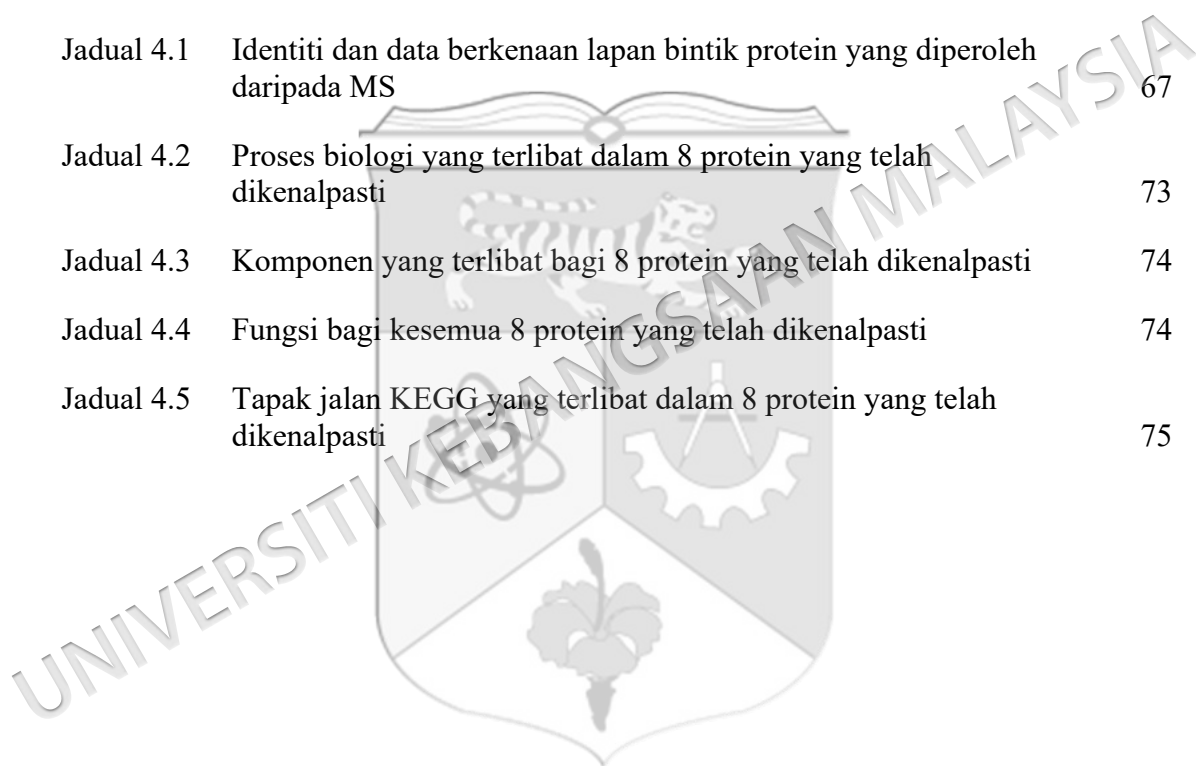 Jadual 4.1 Identiti dan data berkenaan lapan bintik protein yang diperoleh
daripada MS 67
Jadual 4.2 Proses biologi yang terlibat dalam 8 protein yang telah
dikenalpasti 73
Jadual 4.3 Komponen yang terlibat bagi 8 protein yang telah dikenalpasti 74
Jadual 4.4 Fungsi bagi kesemua 8 protein yang telah dikenalpasti 74
Jadual 4.5 Tapak jalan KEGG yang terlibat dalam 8 protein yang telah
dikenalpasti 75
UNIVERSITI KEBANGSAAN MALAYSIA